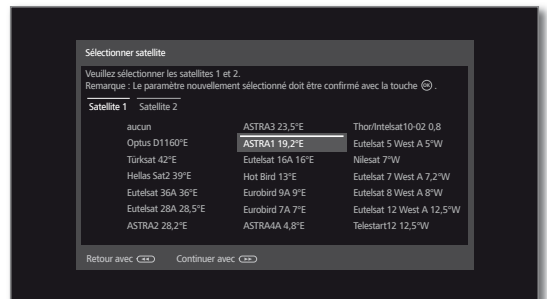 Sélectionner satellite
Veuillez sélectionner les satellites 1 et 2.
Remarque : Le paramètre nouvellement sélectionné doit être confirmé avec la touche OK .
Satellite 1 Satellite 2
aucun ASTRA3 23,5°E Thor/Intelsat10-02 0,8
Optus D1160°E ASTRA1 19,2°E Eutelsat 5 West A 5°W
Türksat 42°E Eutelsat 16A 16°E Nilesat 7°W
Hellas Sat2 39°E Hot Bird 13°E Eutelsat 7 West A 7,2°W
Eutelsat 36A 36°E Eurobird 9A 9°E Eutelsat 8 West A 8°W
Eutelsat 28A 28,5°E Eurobird 7A 7°E Eutelsat 12 West A 12,5°W
ASTRA2 28,2°E ASTRA4A 4,8°E Telestart12 12,5°W
Retour avec Continuer avec